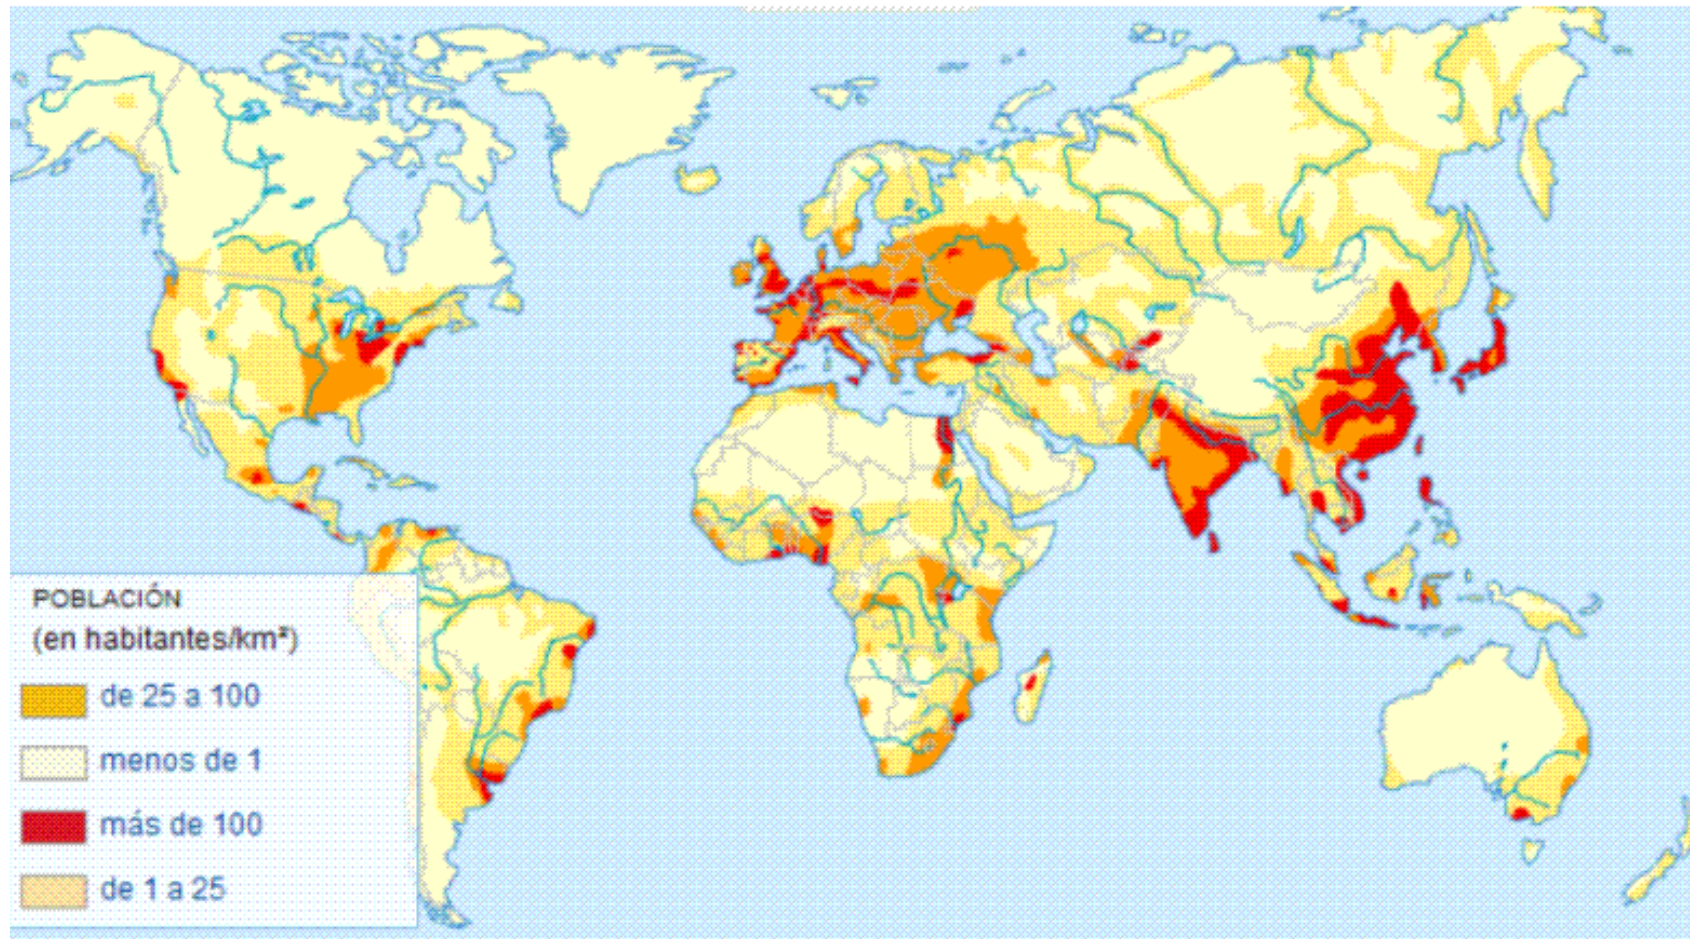 POBLACIÓN
(en habitantes/km²)
de 25 a 100
menos de 1
más de 100
de 1 a 25